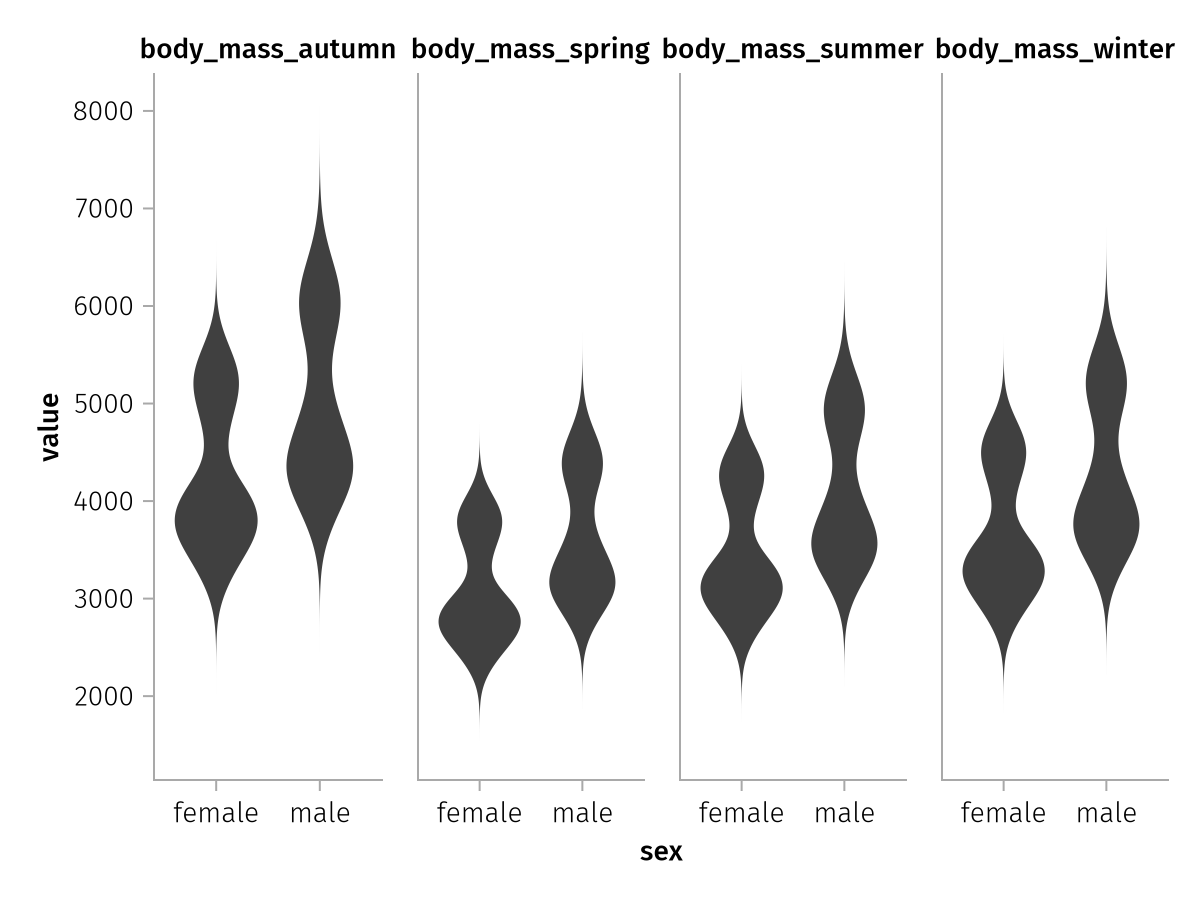 body_mass_autumn body_mass_spring body_mass_summer body_mass_winter
8000
7000
6000
5000
4000
3000
2000
value
female male female male female male female male
sex